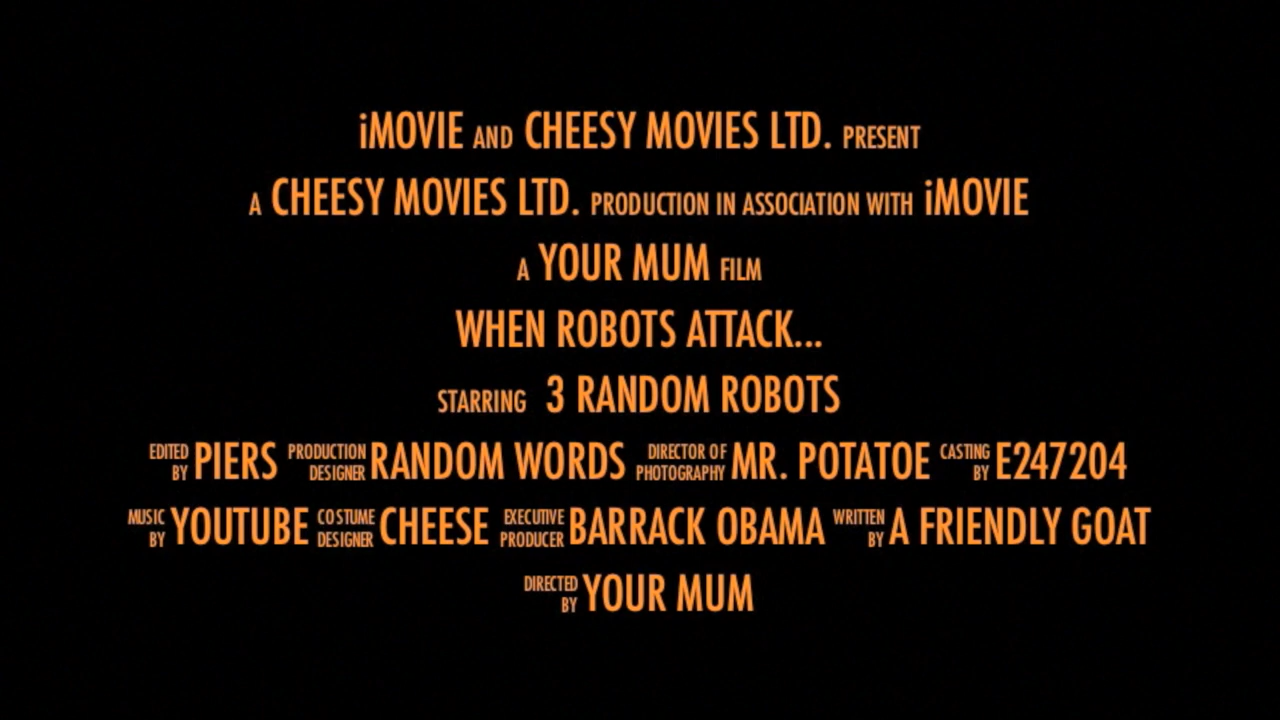 iMOVIE AND CHEESY MOVIES LTD. PRESENT
A CHEESY MOVIES LTD. PRODUCTION IN ASSOCIATION WITH iMOVIE
A YOUR MUM FILM
WHEN ROBOTS ATTACK...
STARRING 3 RANDOM ROBOTS
EDITED BY PIERS PRODUCTION DESIGNER RANDOM WORDS DIRECTOR OF PHOTOGRAPHY MR. POTATOE CASTING BY E247204
MUSIC BY YOUTUBE COSTUME DESIGNER CHEESE EXECUTIVE PRODUCER BARRACK OBAMA WRITTEN BY A FRIENDLY GOAT
DIRECTED BY YOUR MUM